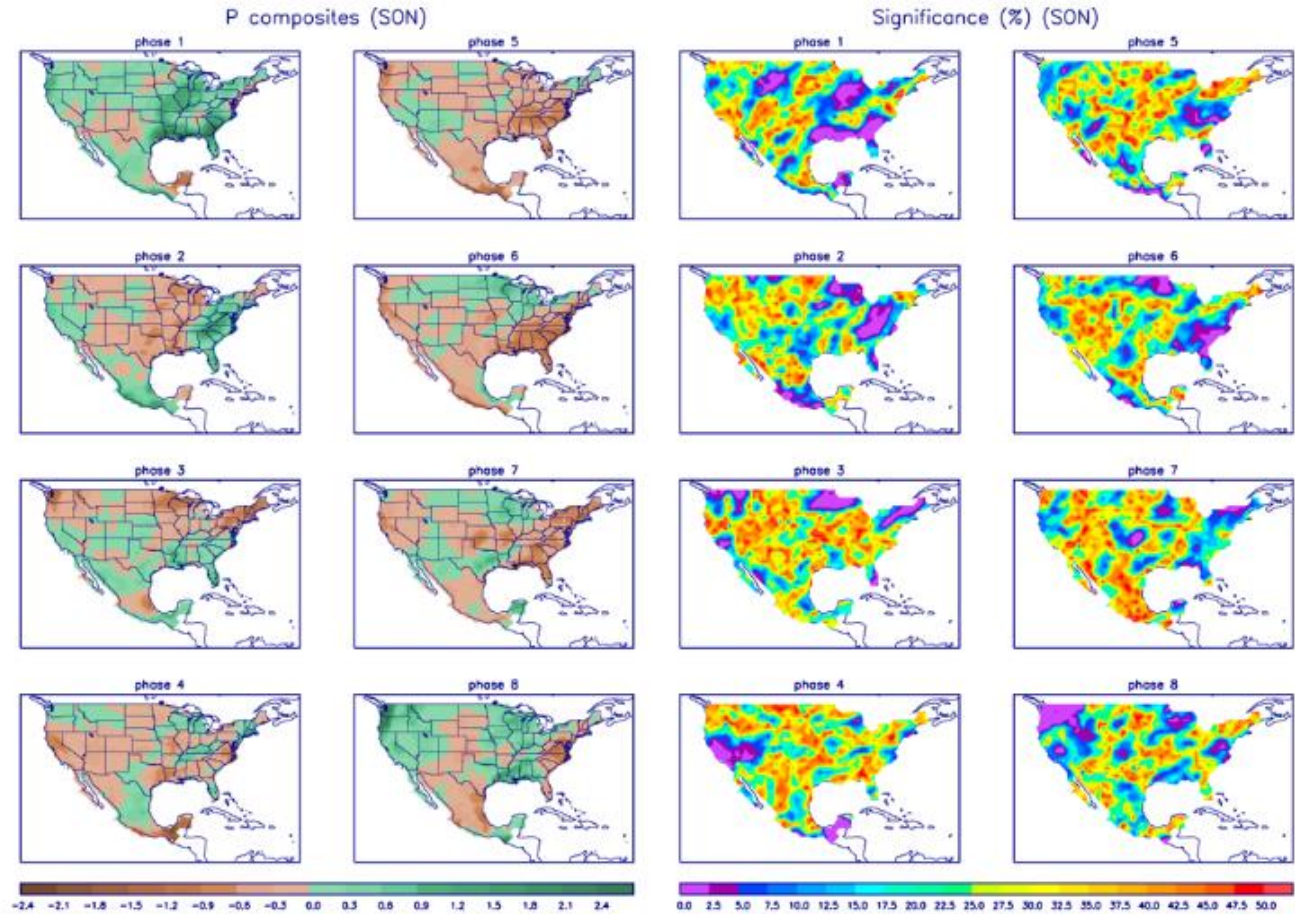 P composites (SON)
Significance (%) (SON)
phase 1
phase 5
phase 1
phase 5
phase 2
phase 6
phase 2
phase 6
phase 3
phase 7
phase 3
phase 7
phase 4
phase 8
phase 4
phase 8
-2.4 -2.1 -1.8 -1.5 -1.2 -0.9 -0.6 -0.3 0.0 0.3 0.6 0.9 1.2 1.5 1.8 2.1 2.4
0.0 2.5 5.0 7.5 10.0 12.5 15.0 17.5 20.0 22.5 25.0 27.5 30.0 32.5 35.0 37.5 40.0 42.5 45.0 47.5 50.0